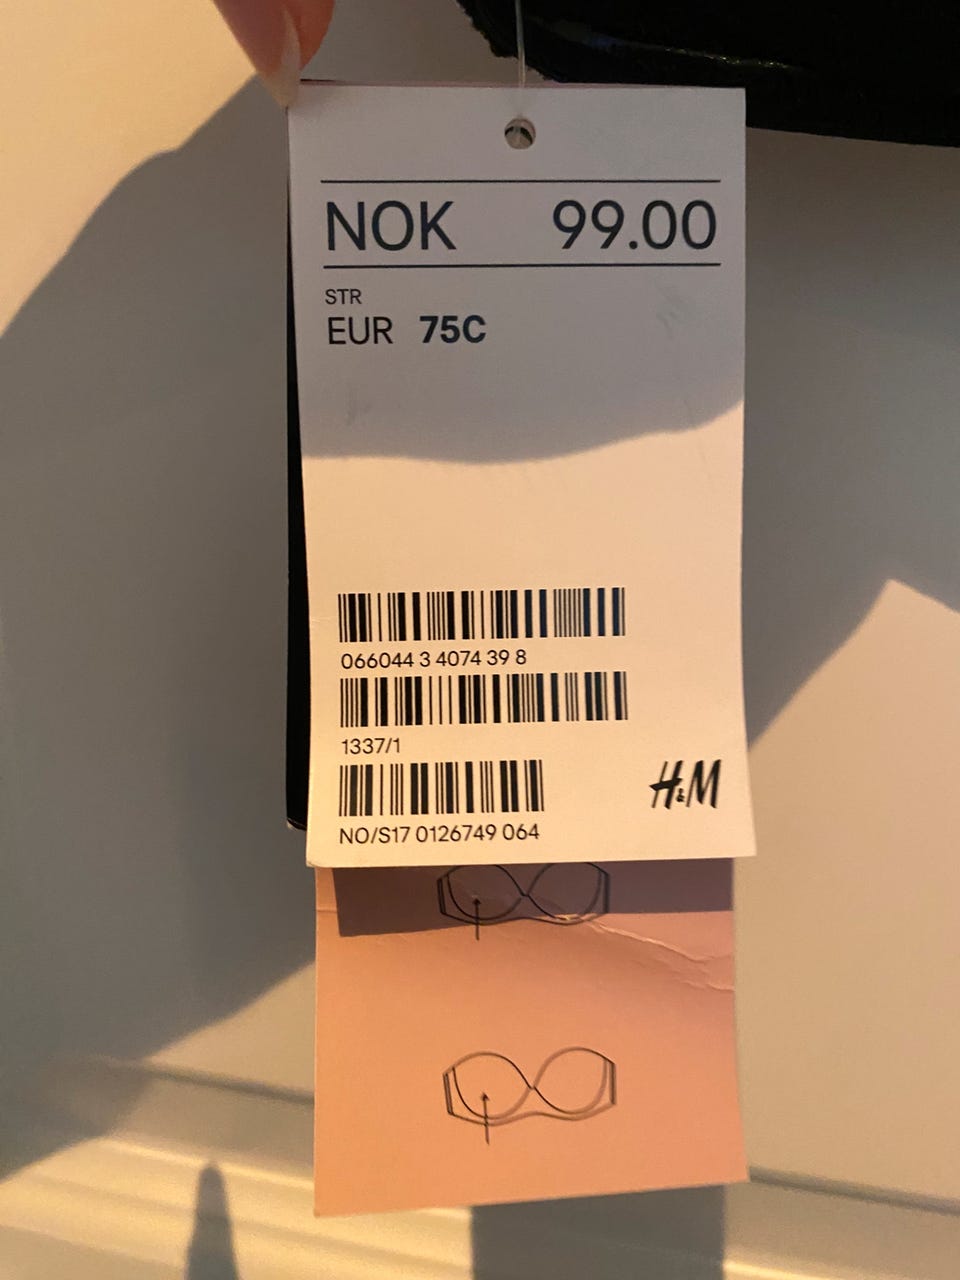 NOK 99.00
STR
EUR 75C
066044 3 4074 39 8
1337/1
H&M
NO/S17 0126749 064